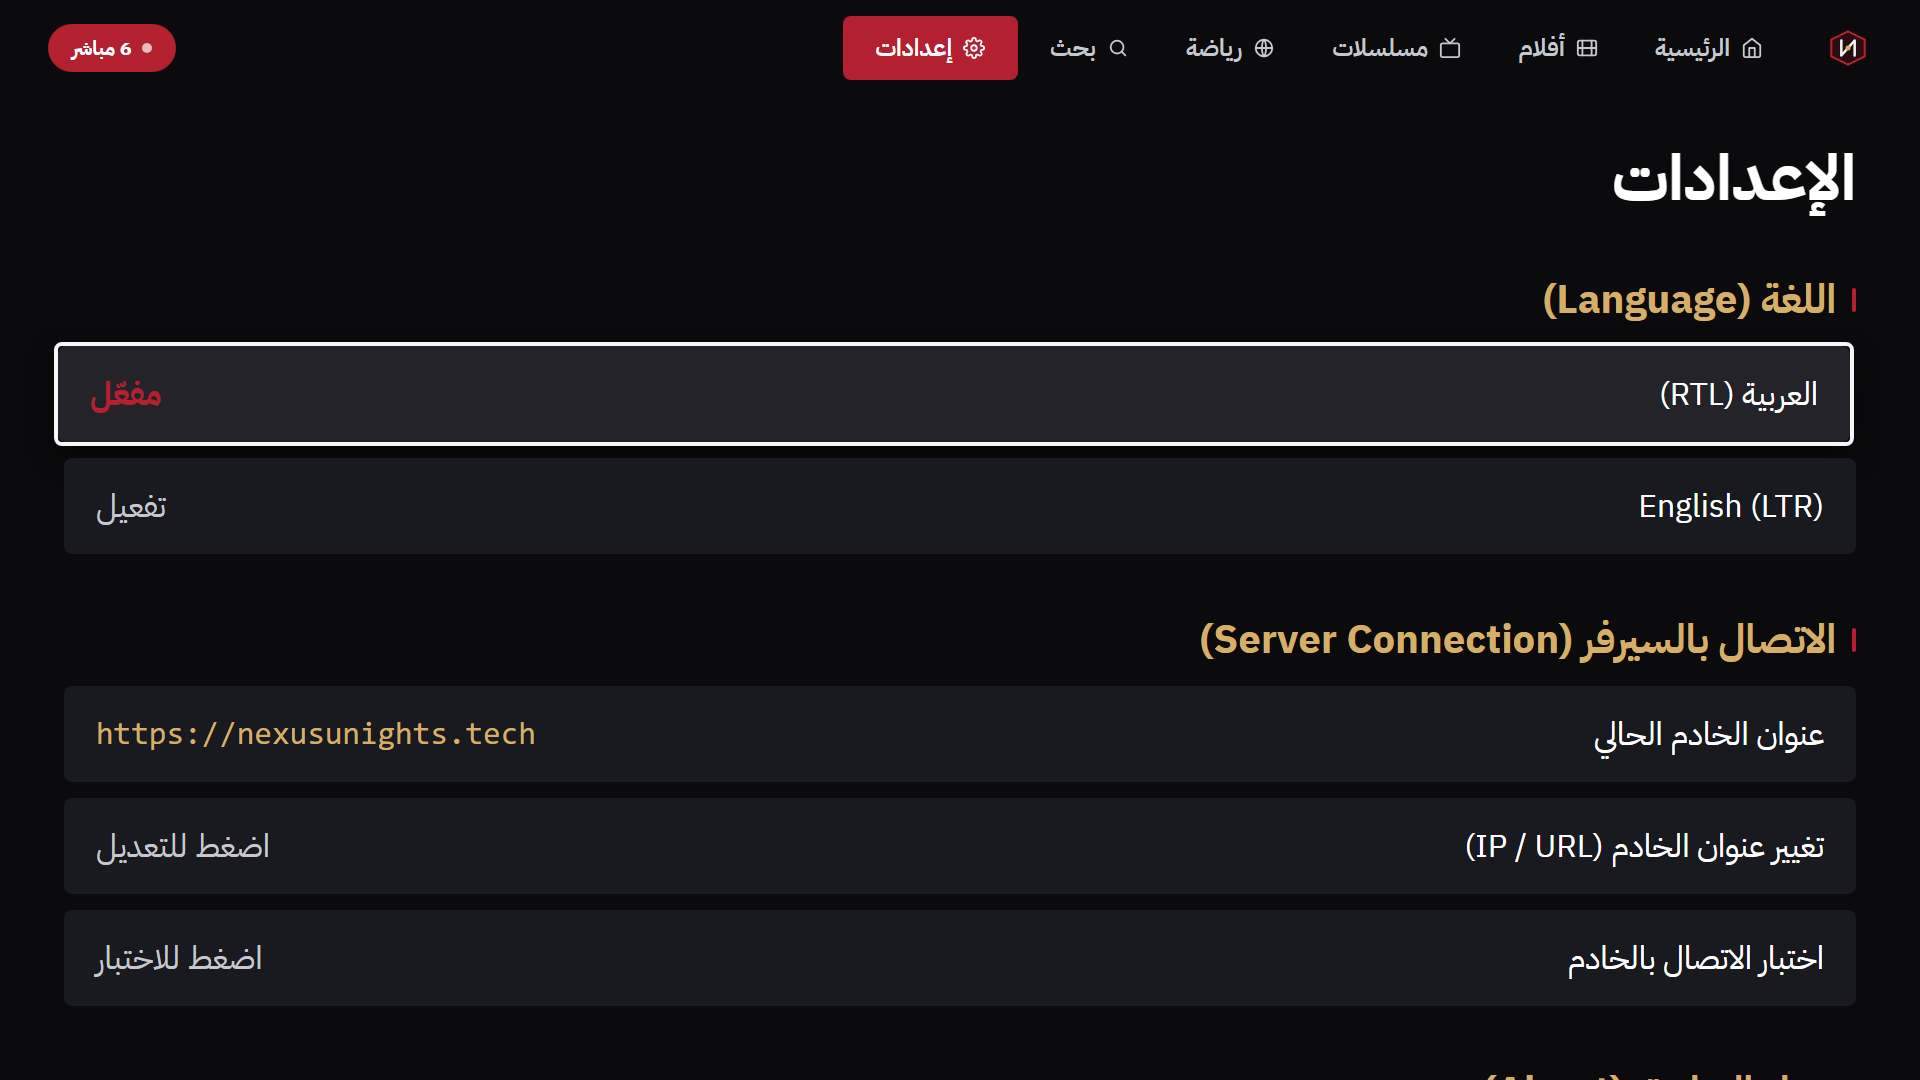 الرئيسية
أفلام
مسلسلات
رياضة
بحث
إعدادات
6 مباشر
الإعدادات
اللغة (Language)
العربية (RTL) مفعّل
English (LTR) تفعيل
الاتصال بالسيرفر (Server Connection)
عنوان الخادم الحالي https://nexusunights.tech
تغيير عنوان الخادم (IP / URL) اضغط للتعديل
اختبار الاتصال بالخادم اضغط للاختبار